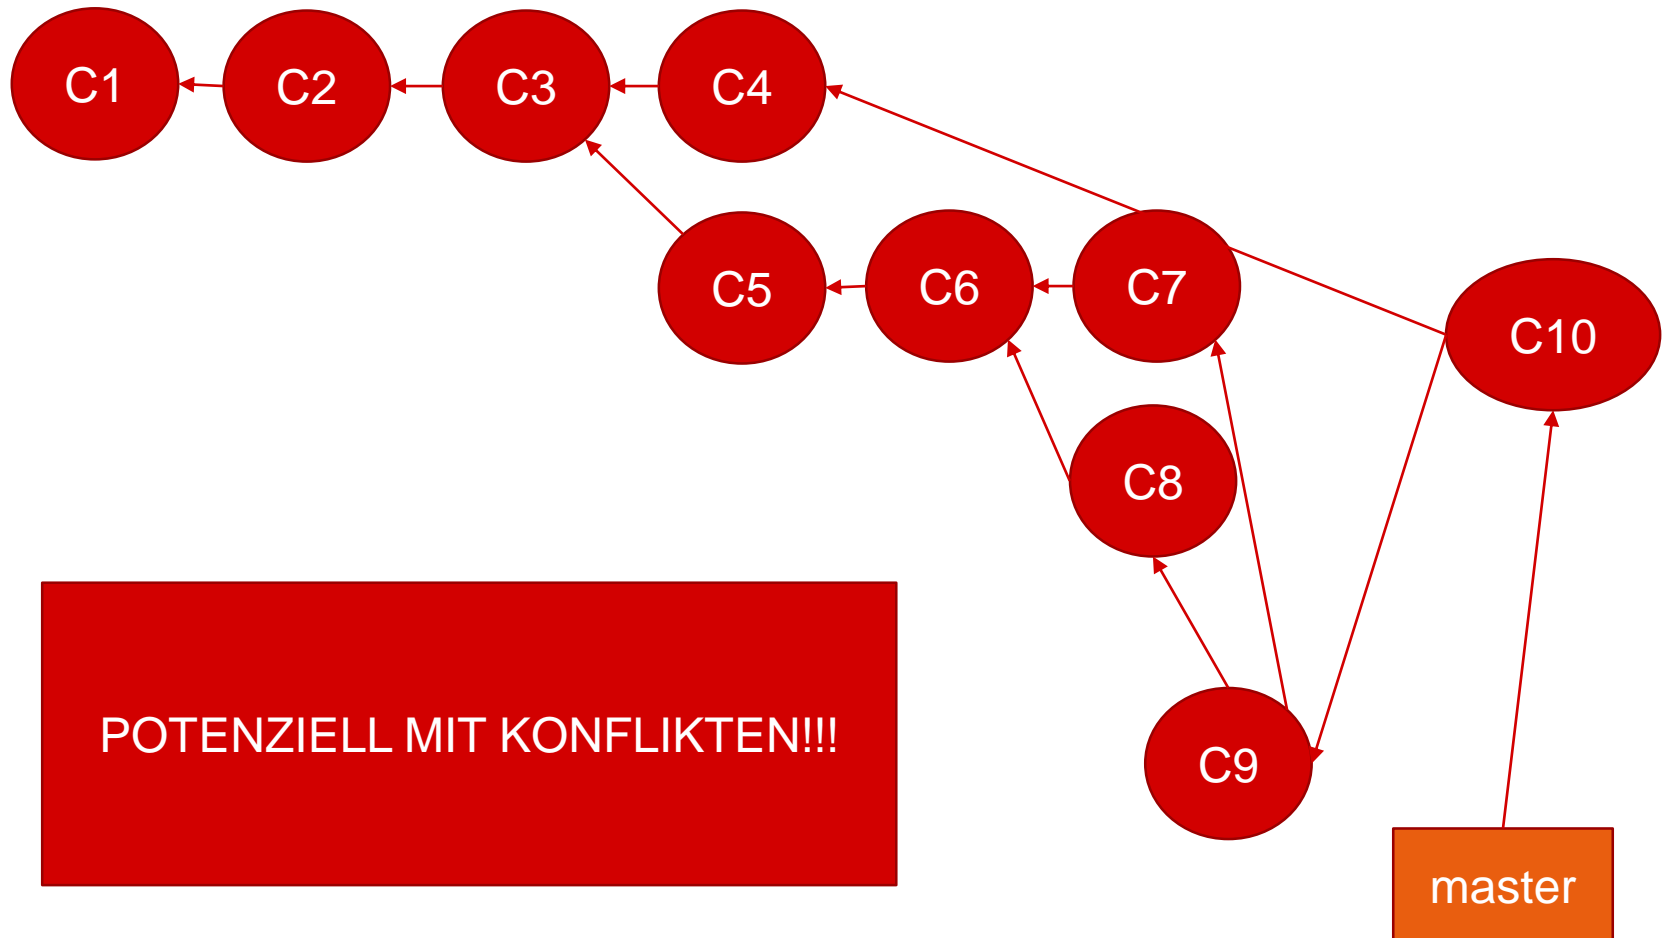 C1
C2
C3
C4
C5
C6
C7
C10
C8
POTENZIELL MIT KONFLIKTEN!!!
C9
master